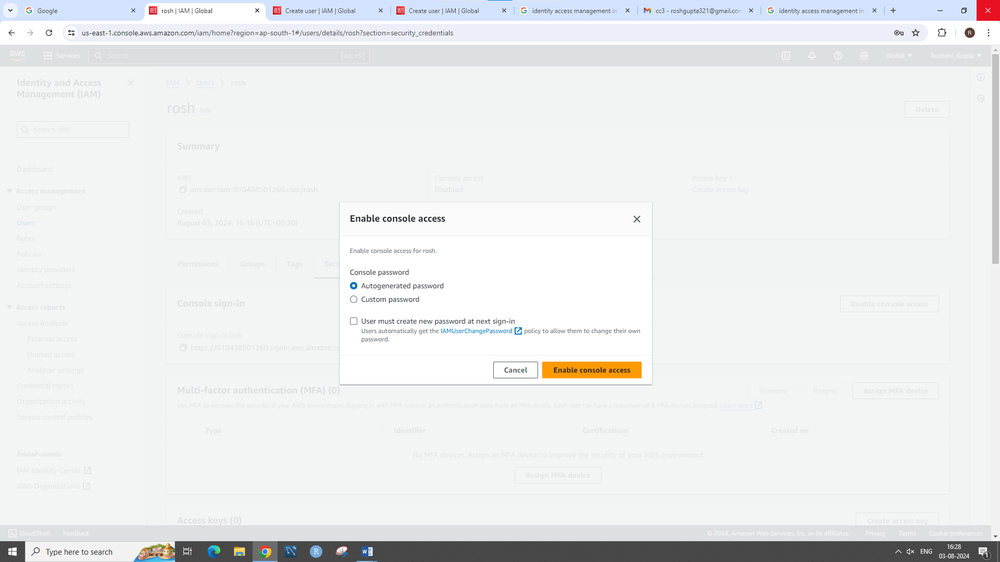 Google
rosh | IAM | Global
Create user | IAM | Global
Create user | IAM | Global
identity access management in
cc3 - roshgupta321@gmail.com
identity access management in
us-east-1.console.aws.amazon.com/iam/home?region=ap-south-1#/users/details/rosh?section=security_credentials
R
aws
Services
Search
[Alt+S]
Global
Roshani_Gupta
Identity and Access
Management (IAM)
Search IAM
Dashboard
Access management
User groups
Users
Roles
Policies
Identity providers
Account settings
Access reports
Access Analyzer
External access
Unused access
Analyzer settings
Credential report
Organization activity
Service control policies
Related consoles
IAM Identity Center
AWS Organizations
IAM > Users > rosh
rosh Info
Delete
Summary
ARN
arn:aws:iam::010438501260:user/rosh
Console access
Disabled
Access key 1
Create access key
Created
August 03, 2024, 16:16 (UTC+05:30)
Permissions
Groups
Tags
Secu
Console sign-in
Enable console access
Console sign-in link
https://010438501260.signin.aws.amazon.co
Enable console access
Enable console access for rosh.
Console password
Autogenerated password
Custom password
User must create new password at next sign-in
Users automatically get the IAMUserChangePassword policy to allow them to change their own
password.
Cancel
Enable console access
Multi-factor authentication (MFA) (0)
Remove
Resync
Assign MFA device
Use MFA to increase the security of your AWS environment. Signing in with MFA requires an authentication code from an MFA device. Each user can have a maximum of 8 MFA devices assigned. Learn more
Type
Identifier
Certifications
Created on
No MFA devices. Assign an MFA device to improve the security of your AWS environment
Assign MFA device
Access keys (0)
Create access key
CloudShell
Feedback
© 2024, Amazon Web Services, Inc. or its affiliates.
Privacy
Terms
Cookie preferences
Type here to search
ENG
16:28
03-08-2024
1